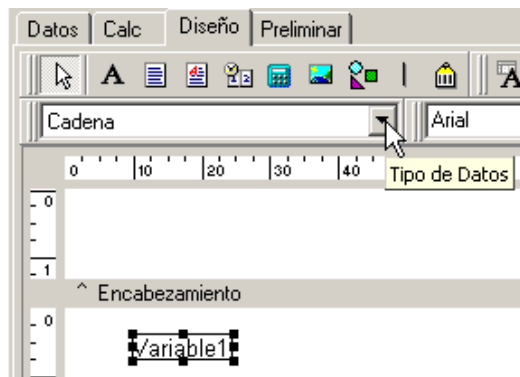 Datos Calc Diseño Preliminar
A A
Cadena Arial
0 10 20 30 40
Tipo de Datos
0
1
^ Encabezamiento
0
Variable1